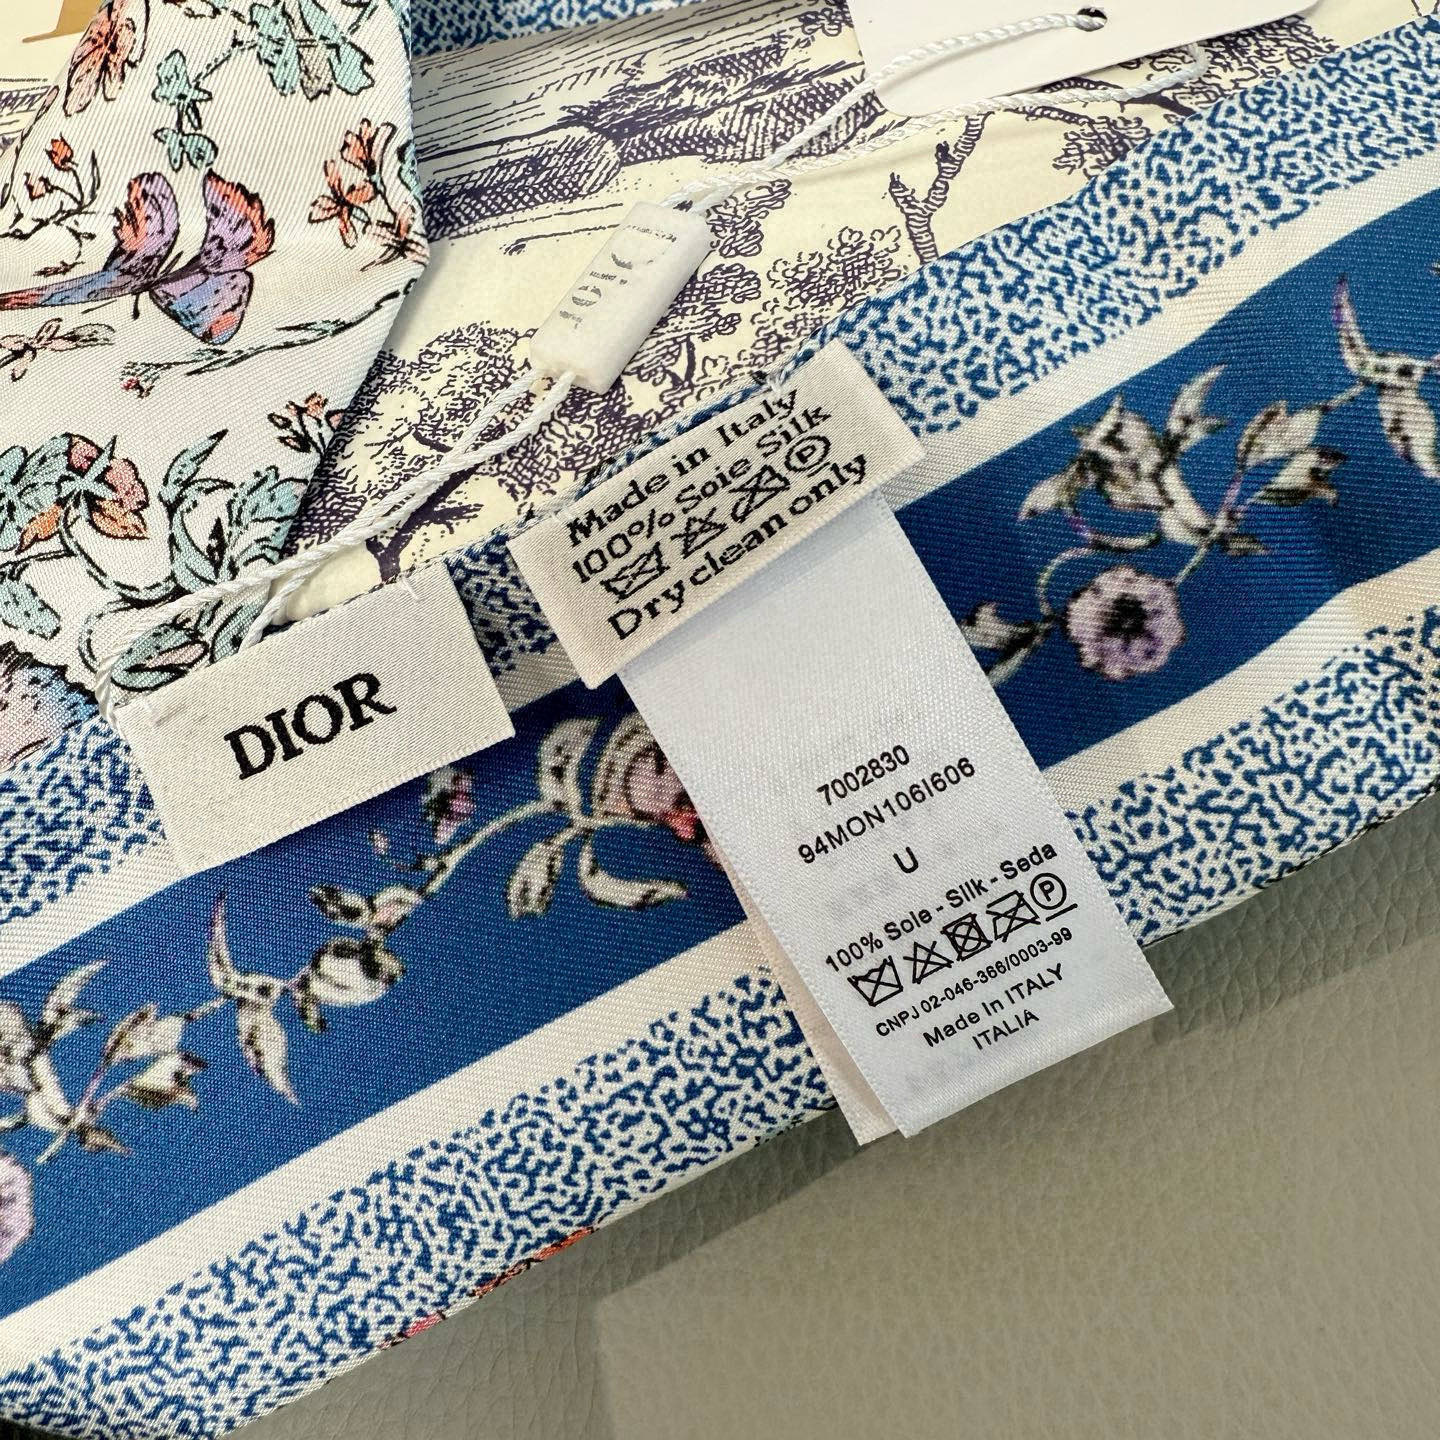 DIOR
Made in Italy
100% Soie Silk
Dry clean only
7002830
94MON106I606
U
100% Soie - Silk - Seda
CNPJ 02-046-366/0003-99
Made In ITALY
ITALIA